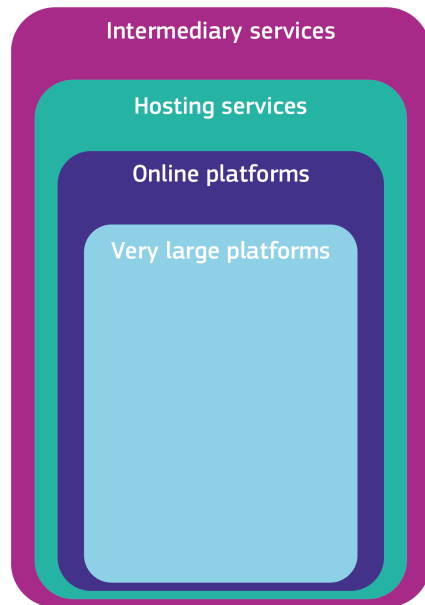 Intermediary services
Hosting services
Online platforms
Very large platforms